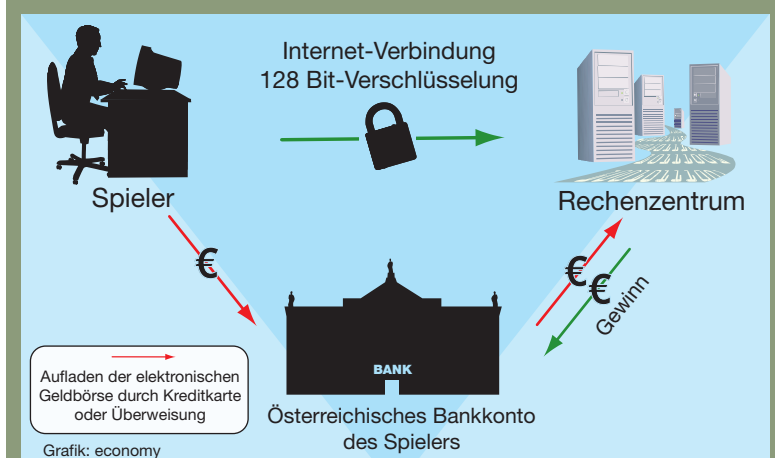 Internet-Verbindung
128 Bit-Verschlüsselung
Spieler
Rechenzentrum
€
€
€
Gewinn
BANK
Aufladen der elektronischen
Geldbörse durch Kreditkarte
oder Überweisung
Österreichisches Bankkonto
des Spielers
Grafik: economy